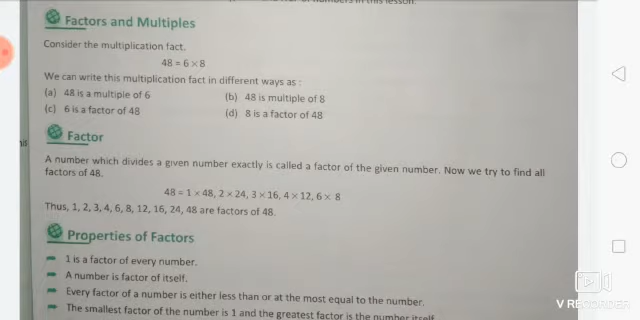 Factors and Multiples
Consider the multiplication fact.
48 = 6 × 8
We can write this multiplication fact in different ways as :
(a) 48 is a multiple of 6 (b) 48 is multiple of 8
(c) 6 is a factor of 48 (d) 8 is a factor of 48
Factor
A number which divides a given number exactly is called a factor of the given number. Now we try to find all
factors of 48.
48 = 1 × 48, 2 × 24, 3 × 16, 4 × 12, 6 × 8
Thus, 1, 2, 3, 4, 6, 8, 12, 16, 24, 48 are factors of 48.
Properties of Factors
1 is a factor of every number.
A number is factor of itself.
Every factor of a number is either less than or at the most equal to the number.
The smallest factor of the number is 1 and the greatest factor is the number itself
V RECORDER